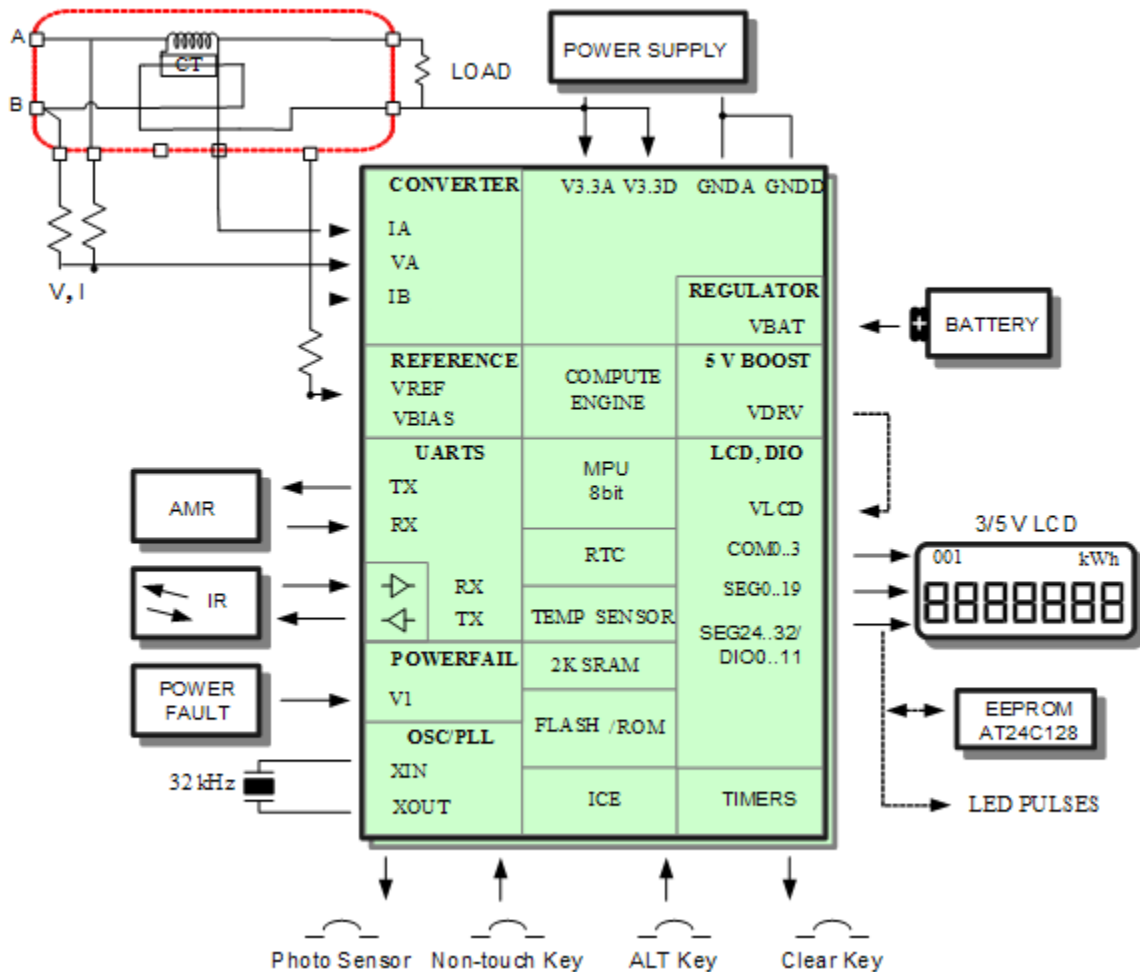 A
CT
B
LOAD
POWER SUPPLY
V, I
CONVERTER
IA
VA
IB
V3.3A V3.3D GNDA GNDD
REGULATOR
VBAT
BATTERY
REFERENCE
VREF
VBIAS
COMPUTE
ENGINE
5 V BOOST
VDRV
UARTS
TX
RX
RX
TX
AMR
IR
MPU
8bit
RTC
TEMP SENSOR
2K SRAM
FLASH /ROM
ICE
LCD, DIO
VLCD
COM0..3
SEG0..19
SEG24..32/
DIO0..11
TIMERS
3/5 V LCD
001 kWh
8888888
EEPROM
AT24C128
LED PULSES
POWER
FAULT
POWERFAIL
V1
OSC/PLL
XIN
XOUT
32 kHz
Photo Sensor Non-touch Key ALT Key Clear Key